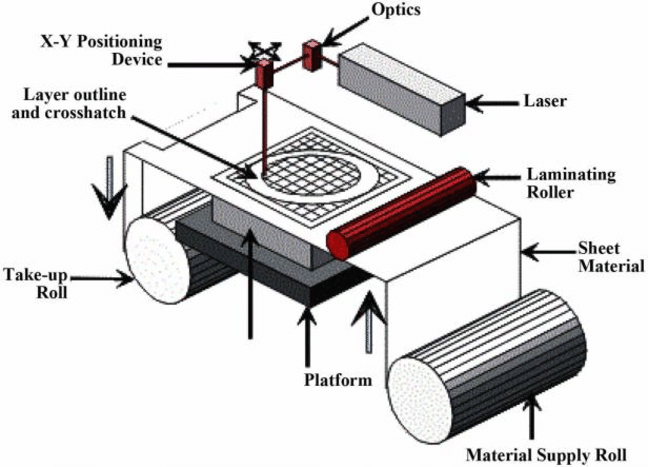 Optics
X-Y Positioning
Device
Layer outline
and crosshatch
Laser
Laminating
Roller
Sheet
Material
Take-up
Roll
Platform
Material Supply Roll